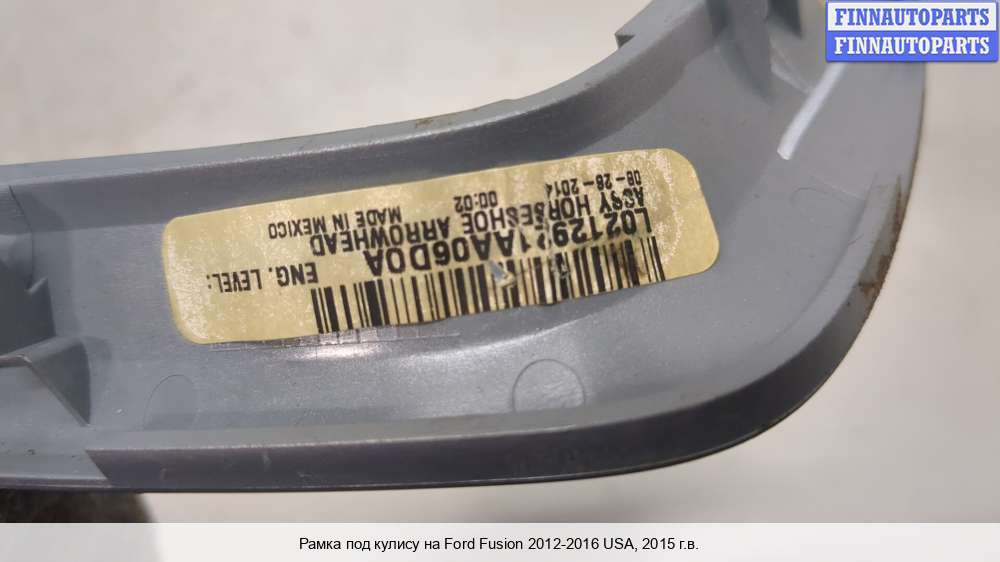 FINNAUTOPARTS
FINNAUTOPARTS
ENG. LEVEL:
ASSY HORSESHOE ARROWHEAD
MADE IN MEXICO
00:02
08-28-2014
Рамка под кулису на Ford Fusion 2012-2016 USA, 2015 г.в.